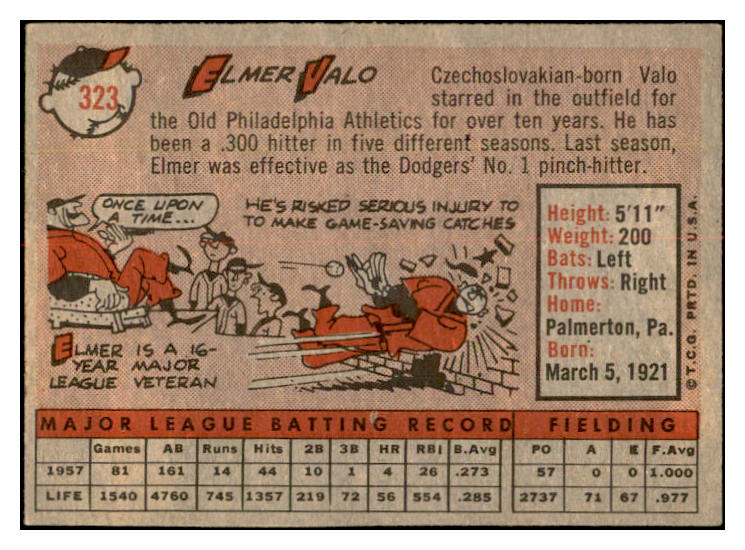 323
ELMER VALO
Czechoslovakian-born Valo
starred in the outfield for
the Old Philadelphia Athletics for over ten years. He has
been a .300 hitter in five different seasons. Last season,
Elmer was effective as the Dodgers' No. 1 pinch-hitter.
ONCE UPON
A TIME...
HE'S RISKED SERIOUS INJURY TO
TO MAKE GAME-SAVING CATCHES
ELMER IS A 16-
YEAR MAJOR
LEAGUE VETERAN
Height: 5'11"
Weight: 200
Bats: Left
Throws: Right
Home:
Palmerton, Pa.
Born:
March 5, 1921
© T.C.G. PRTD. IN U.S.A.
MAJOR LEAGUE BATTING RECORD FIELDING
Games AB Runs Hits 2B 3B HR RBI B.Avg PO A E F.Avg
1957 81 161 14 44 10 1 4 26 .273 57 0 0 1.000
LIFE 1540 4760 745 1357 219 72 56 554 .285 2737 71 67 .977